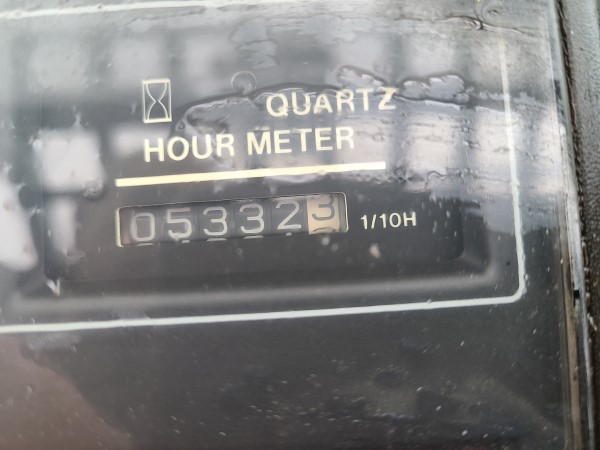 QUARTZ
HOUR METER
053323 1/10H